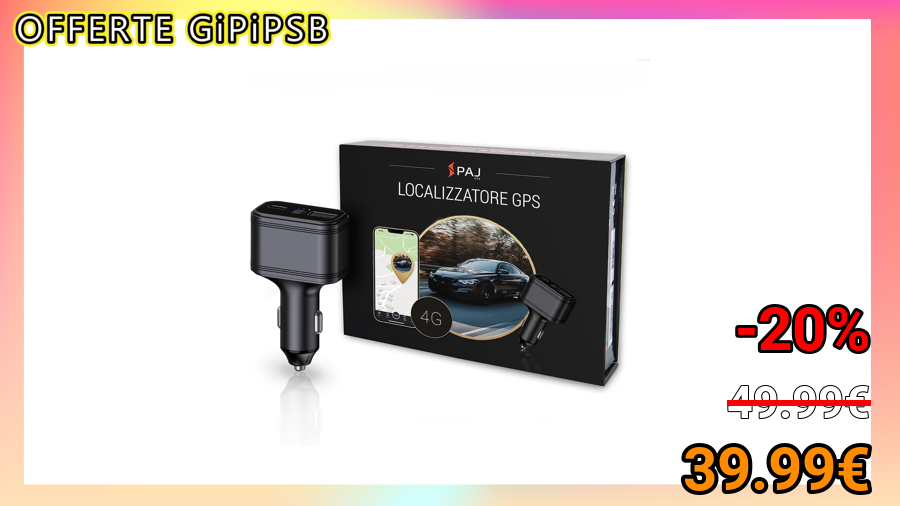 OFFERTE GiPiPSB
PAJ
LOCALIZZATORE GPS
4G
-20%
49.99€
39.99€